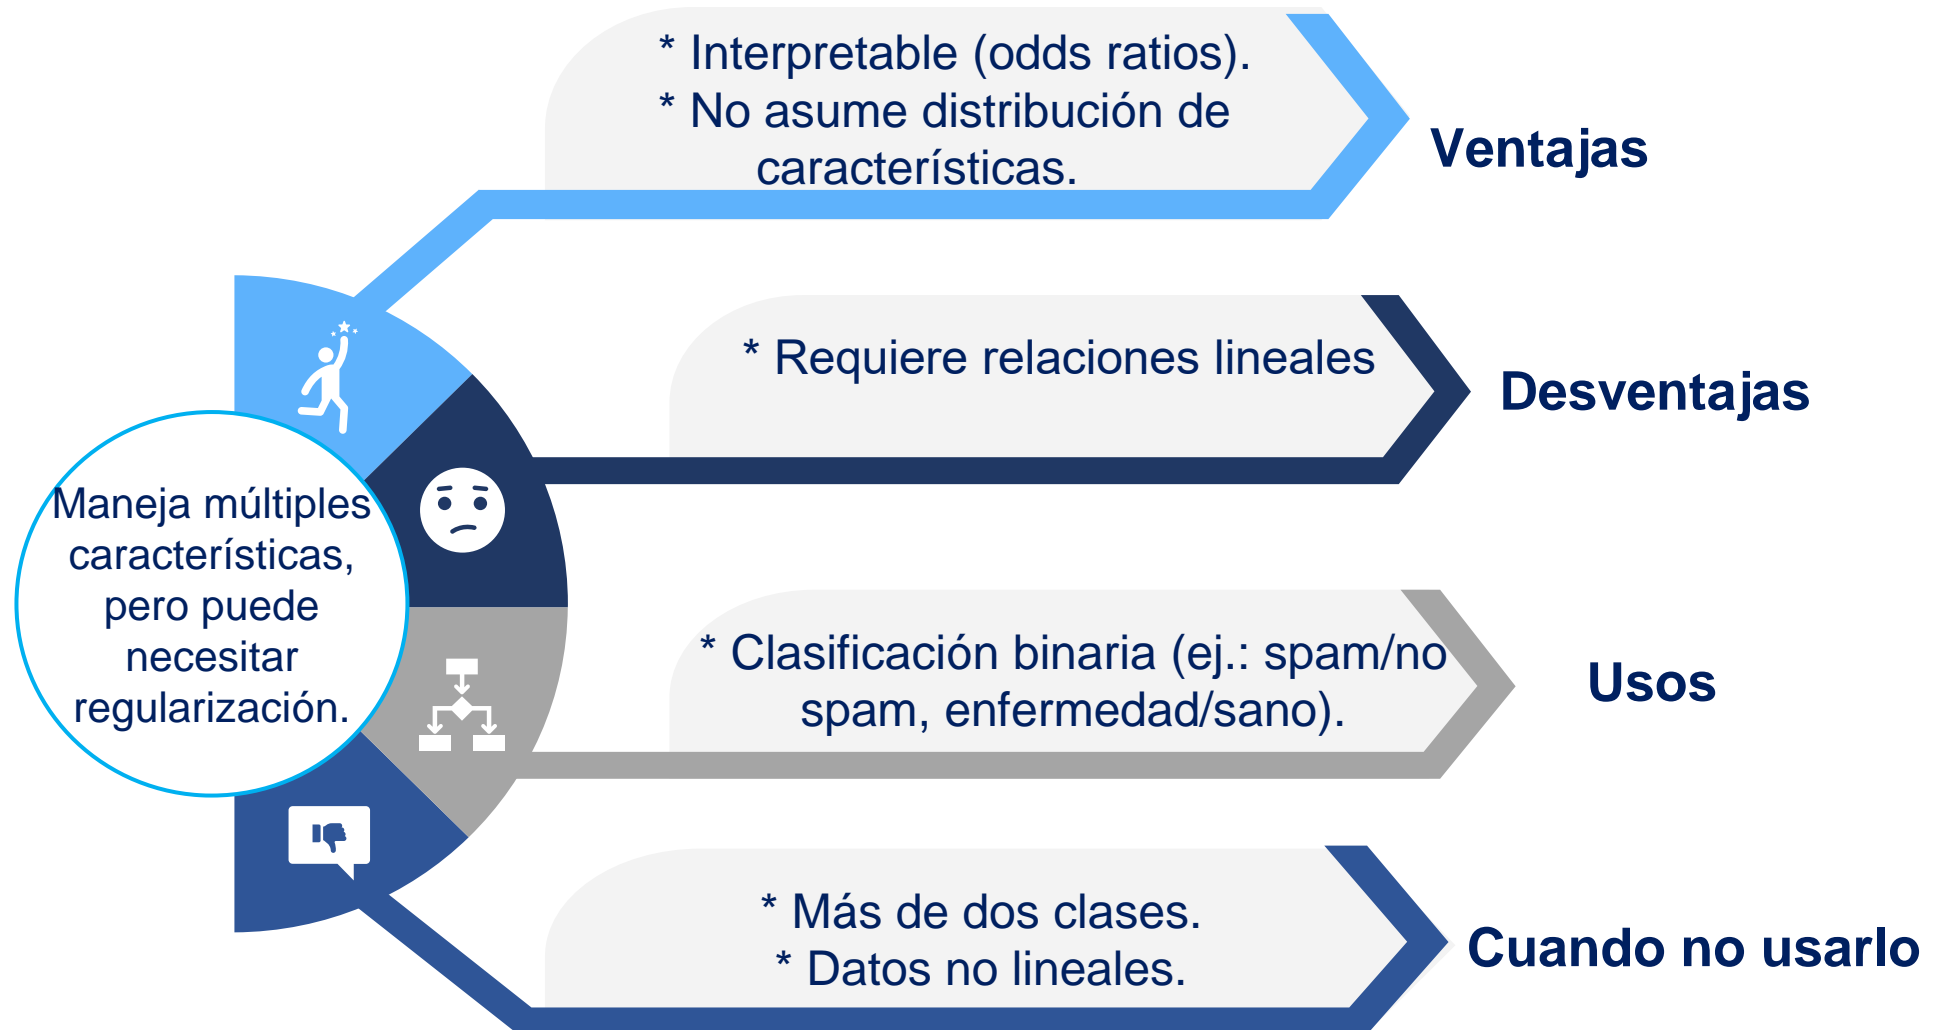 * Interpretable (odds ratios).
* No asume distribución de
características.
Ventajas
* Requiere relaciones lineales
Desventajas
Maneja múltiples
características,
pero puede
necesitar
regularización.
* Clasificación binaria (ej.: spam/no
spam, enfermedad/sano).
Usos
* Más de dos clases.
* Datos no lineales.
Cuando no usarlo